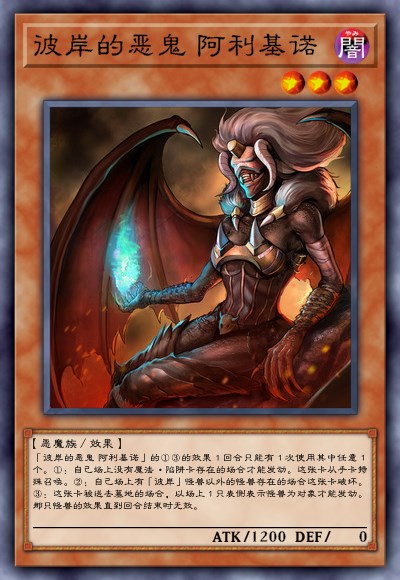 彼岸的恶鬼 阿利基诺
やみ
闇
【恶魔族/效果】
「彼岸的恶鬼 阿利基诺」的①③的效果1回合只能有1次使用其中任意1
个。①：自己场上没有魔法·陷阱卡存在的场合才能发动。这张卡从手卡特
殊召唤。②：自己场上有「彼岸」怪兽以外的怪兽存在的场合这张卡破坏。
③：这张卡被送去墓地的场合，以场上1只表侧表示怪兽为对象才能发动。
那只怪兽的效果直到回合结束时无效。
ATK/1200 DEF/ 0